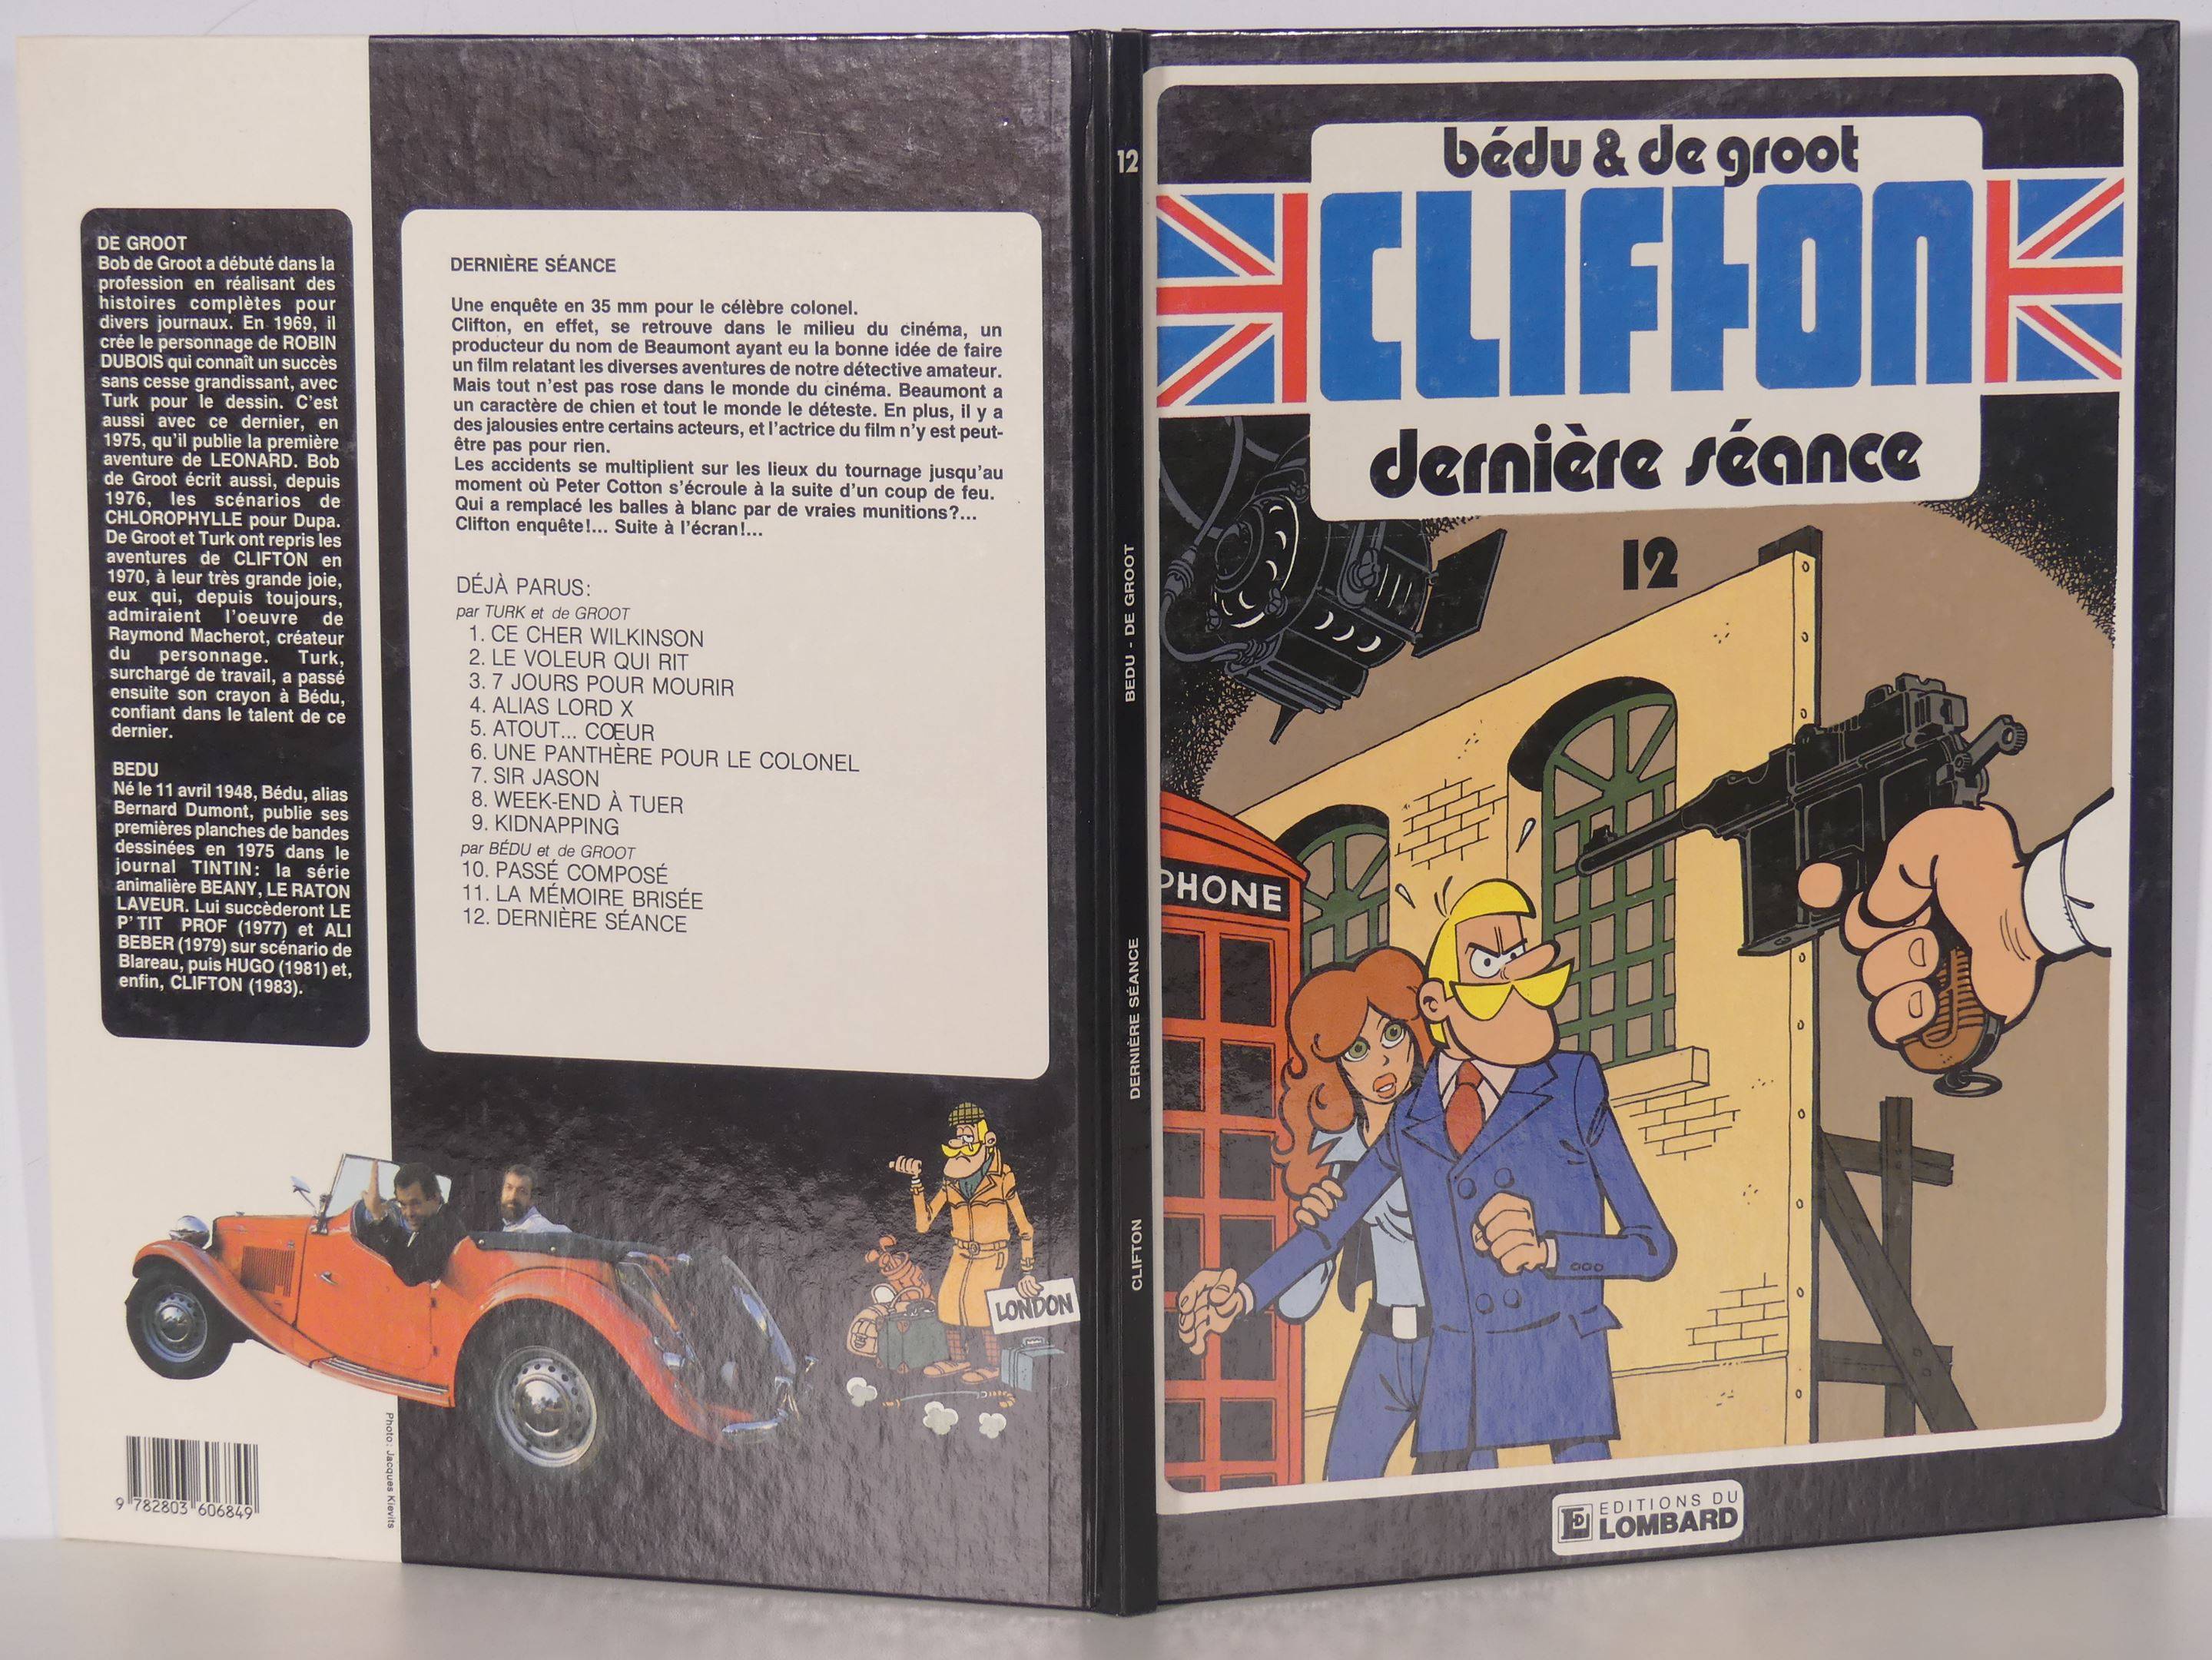 DE GROOT
Bob de Groot a débuté dans la
profession en réalisant des
histoires complètes pour
divers journaux. En 1969, il
crée le personnage de ROBIN
DUBOIS qui connaît un succès
sans cesse grandissant, avec
Turk pour le dessin. C'est
aussi avec ce dernier, en
1975, qu'il publie la première
aventure de LEONARD. Bob
de Groot écrit aussi, depuis
1976, les scénarios de
CHLOROPHYLLE pour Dupa.
De Groot et Turk ont repris les
aventures de CLIFTON en
1970, à leur très grande joie,
eux qui, depuis toujours,
admiraient l'oeuvre de
Raymond Macherot, créateur
du personnage. Turk,
surchargé de travail, a passé
ensuite son crayon à Bédu,
confiant dans le talent de ce
dernier.
BEDU
Né le 11 avril 1948, Bédu, alias
Bernard Dumont, publie ses
premières planches de bandes
dessinées en 1975 dans le
journal TINTIN: la série
animalière BEANY, LE RATON
LAVEUR. Lui succèderont LE
P'TIT PROF (1977) et ALI
BEBER (1979) sur scénario de
Blareau, puis HUGO (1981) et,
enfin, CLIFTON (1983).
9 782803 606849
Photo: Jacques Kievits
DERNIÈRE SÉANCE
Une enquête en 35 mm pour le célèbre colonel.
Clifton, en effet, se retrouve dans le milieu du cinéma, un
producteur du nom de Beaumont ayant eu la bonne idée de faire
un film relatant les diverses aventures de notre détective amateur.
Mais tout n'est pas rose dans le monde du cinéma. Beaumont a
un caractère de chien et tout le monde le déteste. En plus, il y a
des jalousies entre certains acteurs, et l'actrice du film n'y est peut-
être pas pour rien.
Les accidents se multiplient sur les lieux du tournage jusqu'au
moment où Peter Cotton s'écroule à la suite d'un coup de feu.
Qui a remplacé les balles à blanc par de vraies munitions?...
Clifton enquête!... Suite à l'écran!...
DÉJÀ PARUS:
par TURK et de GROOT
1. CE CHER WILKINSON
2. LE VOLEUR QUI RIT
3. 7 JOURS POUR MOURIR
4. ALIAS LORD X
5. ATOUT... CŒUR
6. UNE PANTHÈRE POUR LE COLONEL
7. SIR JASON
8. WEEK-END À TUER
9. KIDNAPPING
par BÉDU et de GROOT
10. PASSÉ COMPOSÉ
11. LA MÉMOIRE BRISÉE
12. DERNIÈRE SÉANCE
LONDON
12
BEDU - DE GROOT
DERNIÈRE SÉANCE
CLIFTON
bédu & de groot
CLIFTON
dernière séance
12
PHONE
EDITIONS DU
LOMBARD